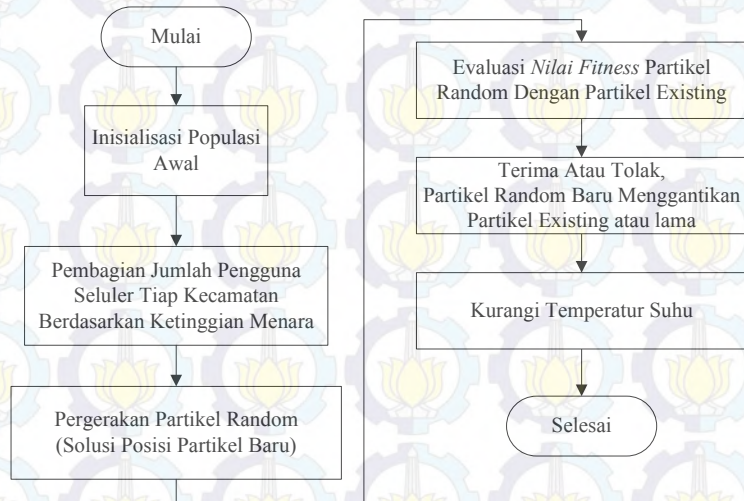 Mulai
Inisialisasi Populasi
Awal
Pembagian Jumlah Pengguna
Seluler Tiap Kecamatan
Berdasarkan Ketinggian Menara
Pergerakan Partikel Random
(Solusi Posisi Partikel Baru)
Evaluasi Nilai Fitness Partikel
Random Dengan Partikel Existing
Terima Atau Tolak,
Partikel Random Baru Menggantikan
Partikel Existing atau lama
Kurangi Temperatur Suhu
Selesai